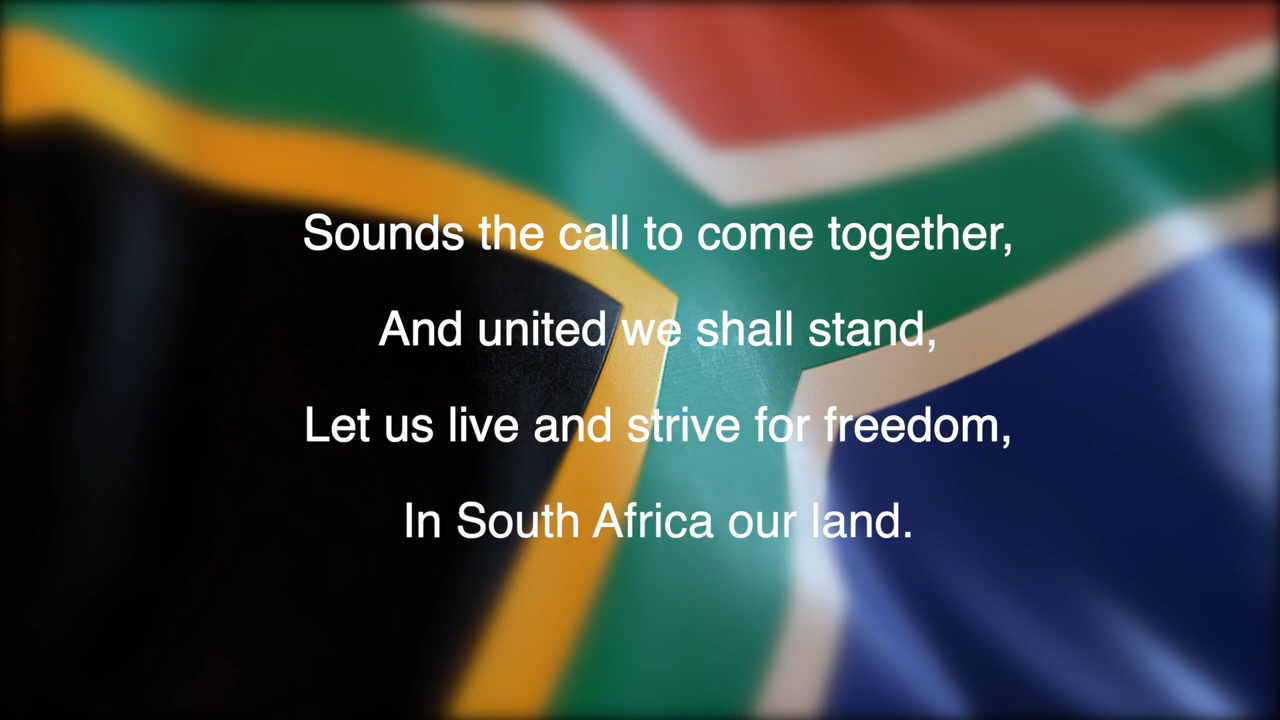 Sounds the call to come together,
And united we shall stand,
Let us live and strive for freedom,
In South Africa our land.